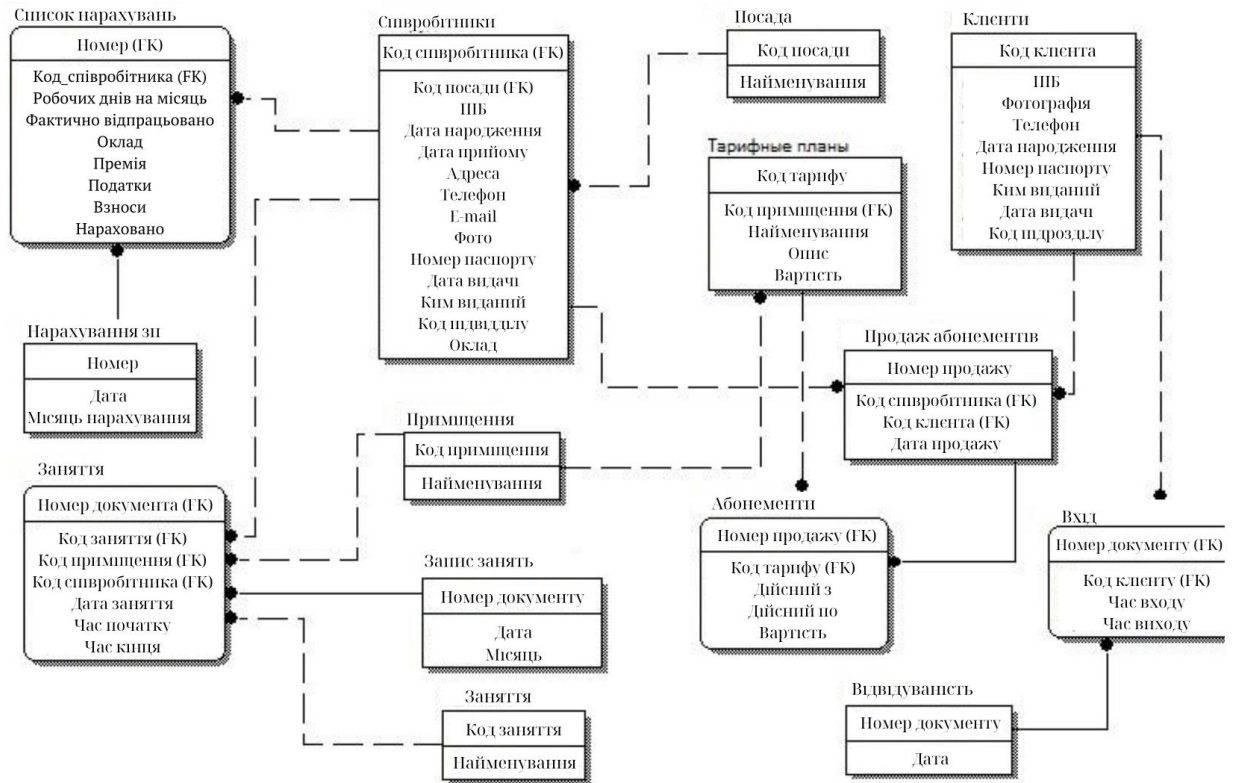 Список нарахувань
Номер (FK)
Код_співробітника (FK)
Робочих днів на місяць
Фактично відпрацьовано
Оклад
Премія
Податки
Взноси
Нараховано
Співробітники
Код співробітника (FK)
Код посади (FK)
ПІБ
Дата народження
Дата прийому
Адреса
Телефон
E-mail
Фото
Номер паспорту
Дата видачі
Ким виданий
Код підвідділу
Оклад
Посада
Код посади
Найменування
Клієнти
Код клієнта
ПІБ
Фотографія
Телефон
Дата народження
Номер паспорту
Ким виданий
Дата видачі
Код підрозділу
Тарифные планы
Код тарифу
Код приміщення (FK)
Найменування
Опис
Вартість
Нарахування зп
Номер
Дата
Місяць нарахування
Продаж абонементів
Номер продажу
Код співробітника (FK)
Код клієнта (FK)
Дата продажу
Приміщення
Код приміщення
Найменування
Заняття
Номер документа (FK)
Код заняття (FK)
Код приміщення (FK)
Код співробітника (FK)
Дата заняття
Час початку
Час кінця
Запис занять
Номер документу
Дата
Місяць
Абонементи
Номер продажу (FK)
Код тарифу (FK)
Дійсний з
Дійсний по
Вартість
Вхід
Номер документу (FK)
Код клієнту (FK)
Час входу
Час виходу
Заняття
Код заняття
Найменування
Відвідуваність
Номер документу
Дата